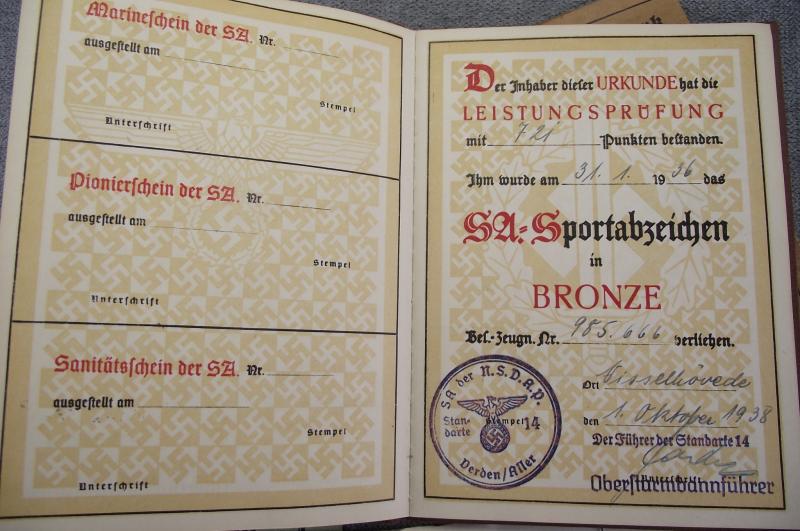 Marineschein der SA. Nr.
ausgestellt am
Stempel
Unterschrift
Pionierschein der SA. Nr.
ausgestellt am
Stempel
Unterschrift
Sanitätsschein der SA. Nr.
ausgestellt am
Stempel
Unterschrift
Der Inhaber dieser URKUNDE hat die
LEISTUNGSPRÜFUNG
mit 721 Punkten bestanden.
Ihm wurde am 31. 1. 1936 das
SA.-Sportabzeichen
in
BRONZE
Bes.-Zeugn. Nr. 985.666 verliehen.
Ort Visselhövede
den 1. Oktober 1938
SA der N.S.D.A.P.
Standarte 14
Stempel
Verden/Aller
Der Führer der Standarte 14
Unterschrift
Obersturmbannführer